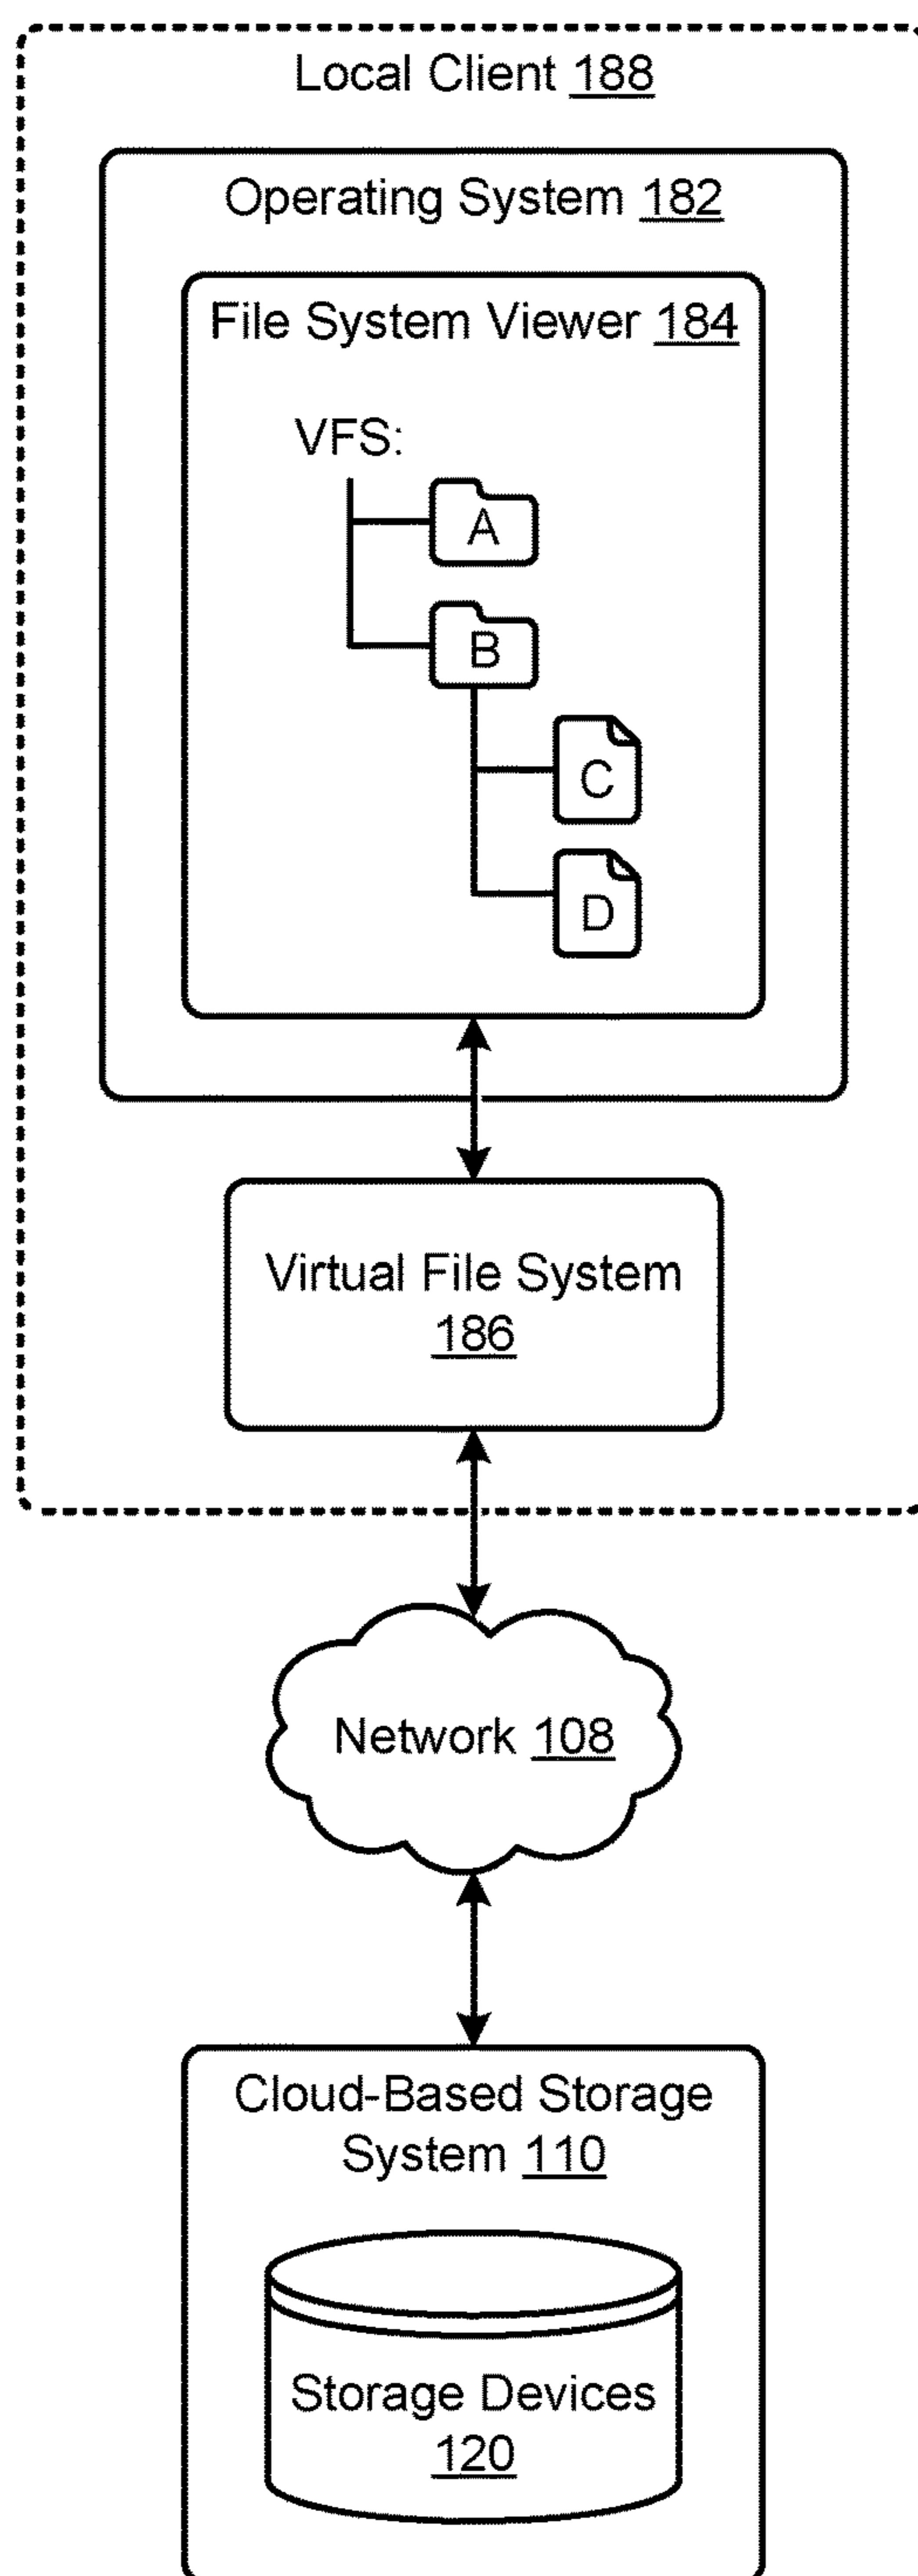 Local Client 188
Operating System 182
File System Viewer 184
VFS:
A
B
C
D
Virtual File System
186
Network 108
Cloud-Based Storage
System 110
Storage Devices
120